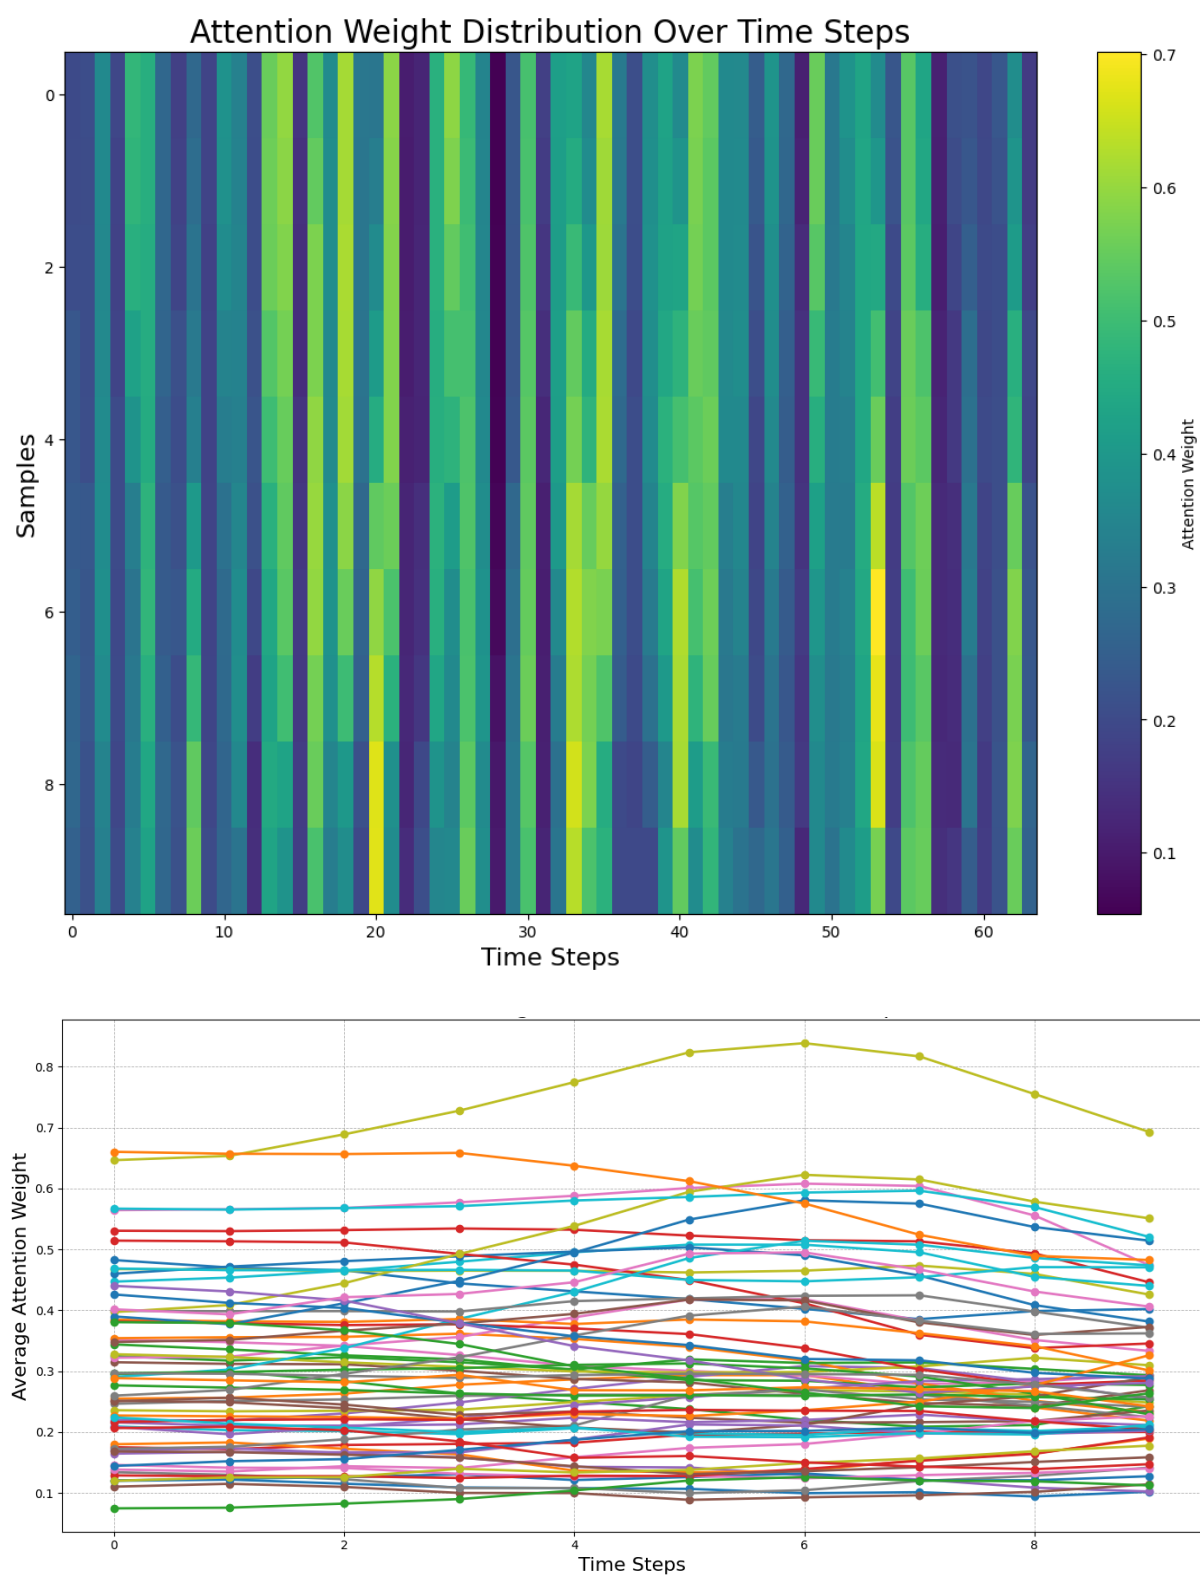 Attention Weight Distribution Over Time Steps
0
2
4
6
8
Samples
0 10 20 30 40 50 60
Time Steps
0.7
0.6
0.5
0.4
0.3
0.2
0.1
Attention Weight
0.8
0.7
0.6
0.5
0.4
0.3
0.2
0.1
Average Attention Weight
0 2 4 6 8
Time Steps